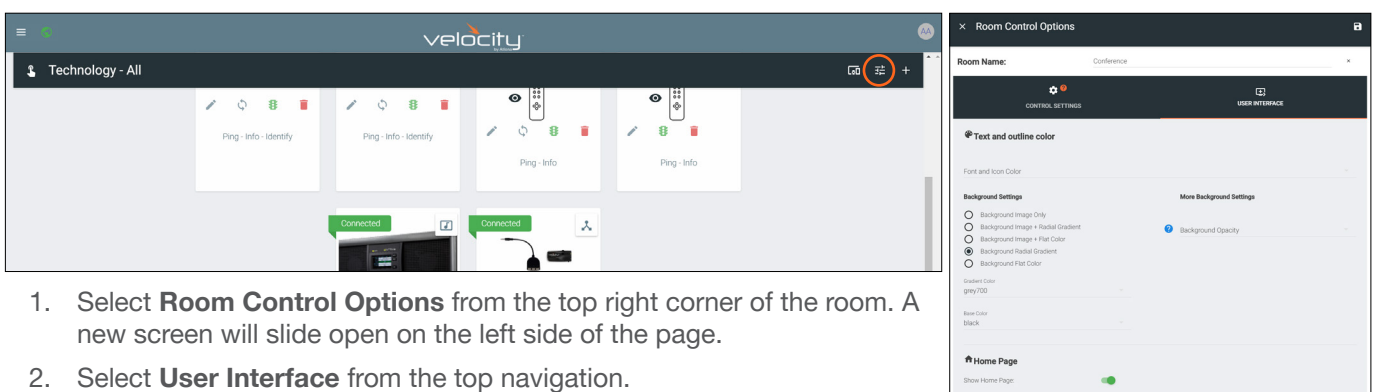 velocity
by Atlona
AA
Technology - All
Ping - Info - Identify
Ping - Info - Identify
Ping - Info
Ping - Info
Connected
Connected
1. Select Room Control Options from the top right corner of the room. A
new screen will slide open on the left side of the page.
2. Select User Interface from the top navigation.
× Room Control Options
Room Name: Conference ×
CONTROL SETTINGS
USER INTERFACE
Text and outline color
Font and Icon Color
Background Settings
More Background Settings
Background Image Only
Background Image + Radial Gradient
Background Opacity
Background Image + Flat Color
Background Radial Gradient
Background Flat Color
Gradient Color
grey700
Base Color
black
Home Page
Show Home Page